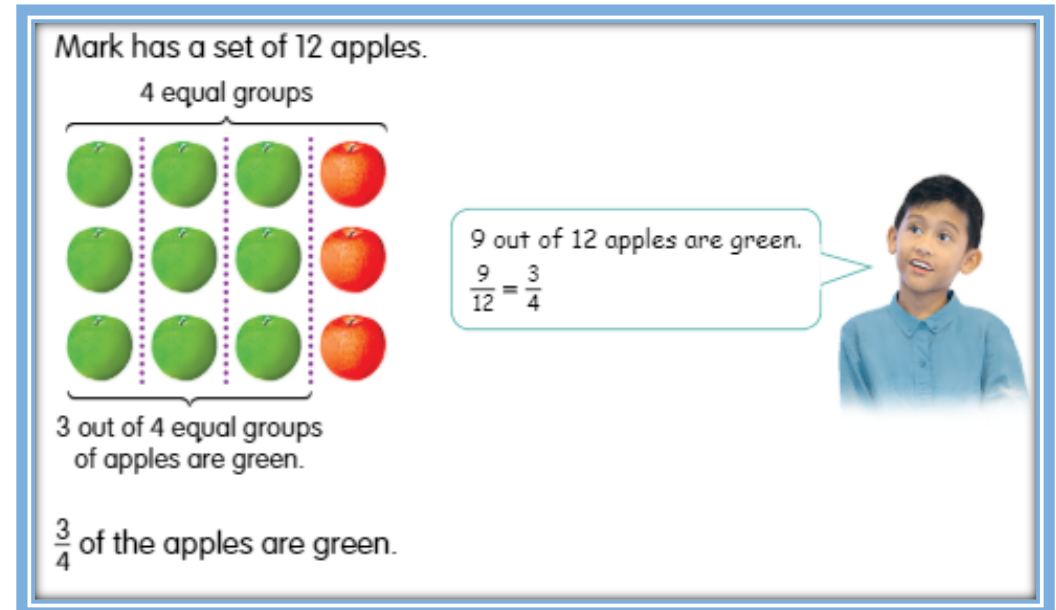 Mark has a set of 12 apples.
4 equal groups
9 out of 12 apples are green.
9/12 = 3/4
3 out of 4 equal groups
of apples are green.
3/4 of the apples are green.